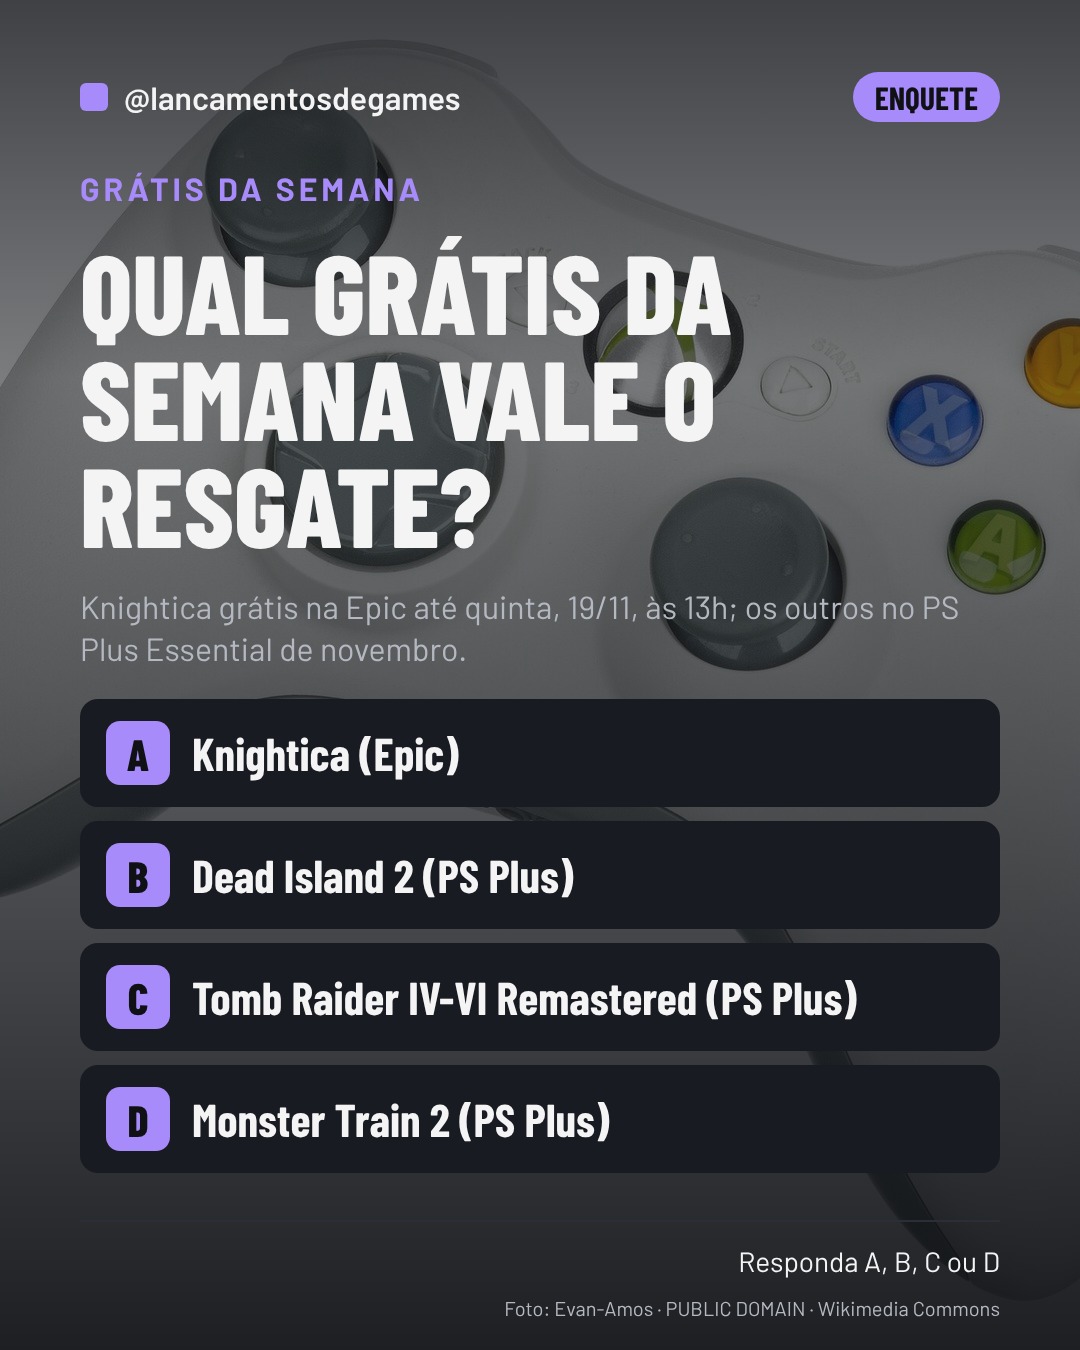 @lancamentosdegames
ENQUETE
GRÁTIS DA SEMANA
QUAL GRÁTIS DA
SEMANA VALE O
RESGATE?
START
Y
X
A
Knightica grátis na Epic até quinta, 19/11, às 13h; os outros no PS
Plus Essential de novembro.
A
Knightica (Epic)
B
Dead Island 2 (PS Plus)
C
Tomb Raider IV-VI Remastered (PS Plus)
D
Monster Train 2 (PS Plus)
Responda A, B, C ou D
Foto: Evan-Amos · PUBLIC DOMAIN · Wikimedia Commons